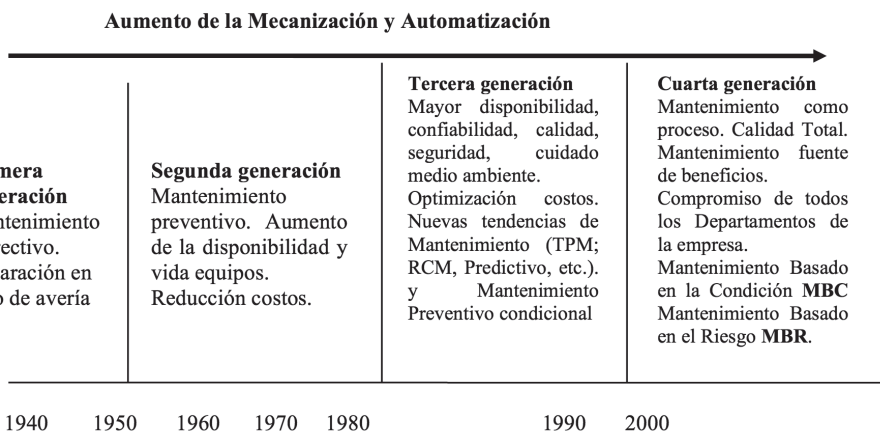 Aumento de la Mecanización y Automatización
mera
eración
ntenimiento
rectivo.
aración en
o de avería
Segunda generación
Mantenimiento
preventivo. Aumento
de la disponibilidad y
vida equipos.
Reducción costos.
Tercera generación
Mayor disponibilidad,
confiabilidad, calidad,
seguridad, cuidado
medio ambiente.
Optimización costos.
Nuevas tendencias de
Mantenimiento (TPM;
RCM, Predictivo, etc.).
y Mantenimiento
Preventivo condicional
Cuarta generación
Mantenimiento como
proceso. Calidad Total.
Mantenimiento fuente
de beneficios.
Compromiso de todos
los Departamentos de
la empresa.
Mantenimiento Basado
en la Condición MBC
Mantenimiento Basado
en el Riesgo MBR.
1940 1950 1960 1970 1980 1990 2000